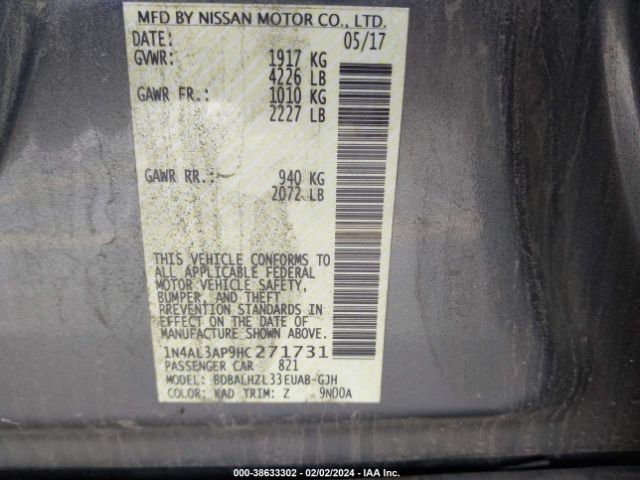 MFD BY NISSAN MOTOR CO., LTD.
DATE: 05/17
GVWR: 1917 KG
4226 LB
GAWR FR.: 1010 KG
2227 LB
GAWR RR.: 940 KG
2072 LB
THIS VEHICLE CONFORMS TO
ALL APPLICABLE FEDERAL
MOTOR VEHICLE SAFETY,
BUMPER, AND THEFT
PREVENTION STANDARDS IN
EFFECT ON THE DATE OF
MANUFACTURE SHOWN ABOVE.
1N4AL3AP9HC271731
PASSENGER CAR 821
MODEL: BDBALHZL33EUAB-GJH
COLOR: KAD TRIM: Z 9N00A
000-38633302 - 02/02/2024 - IAA Inc.